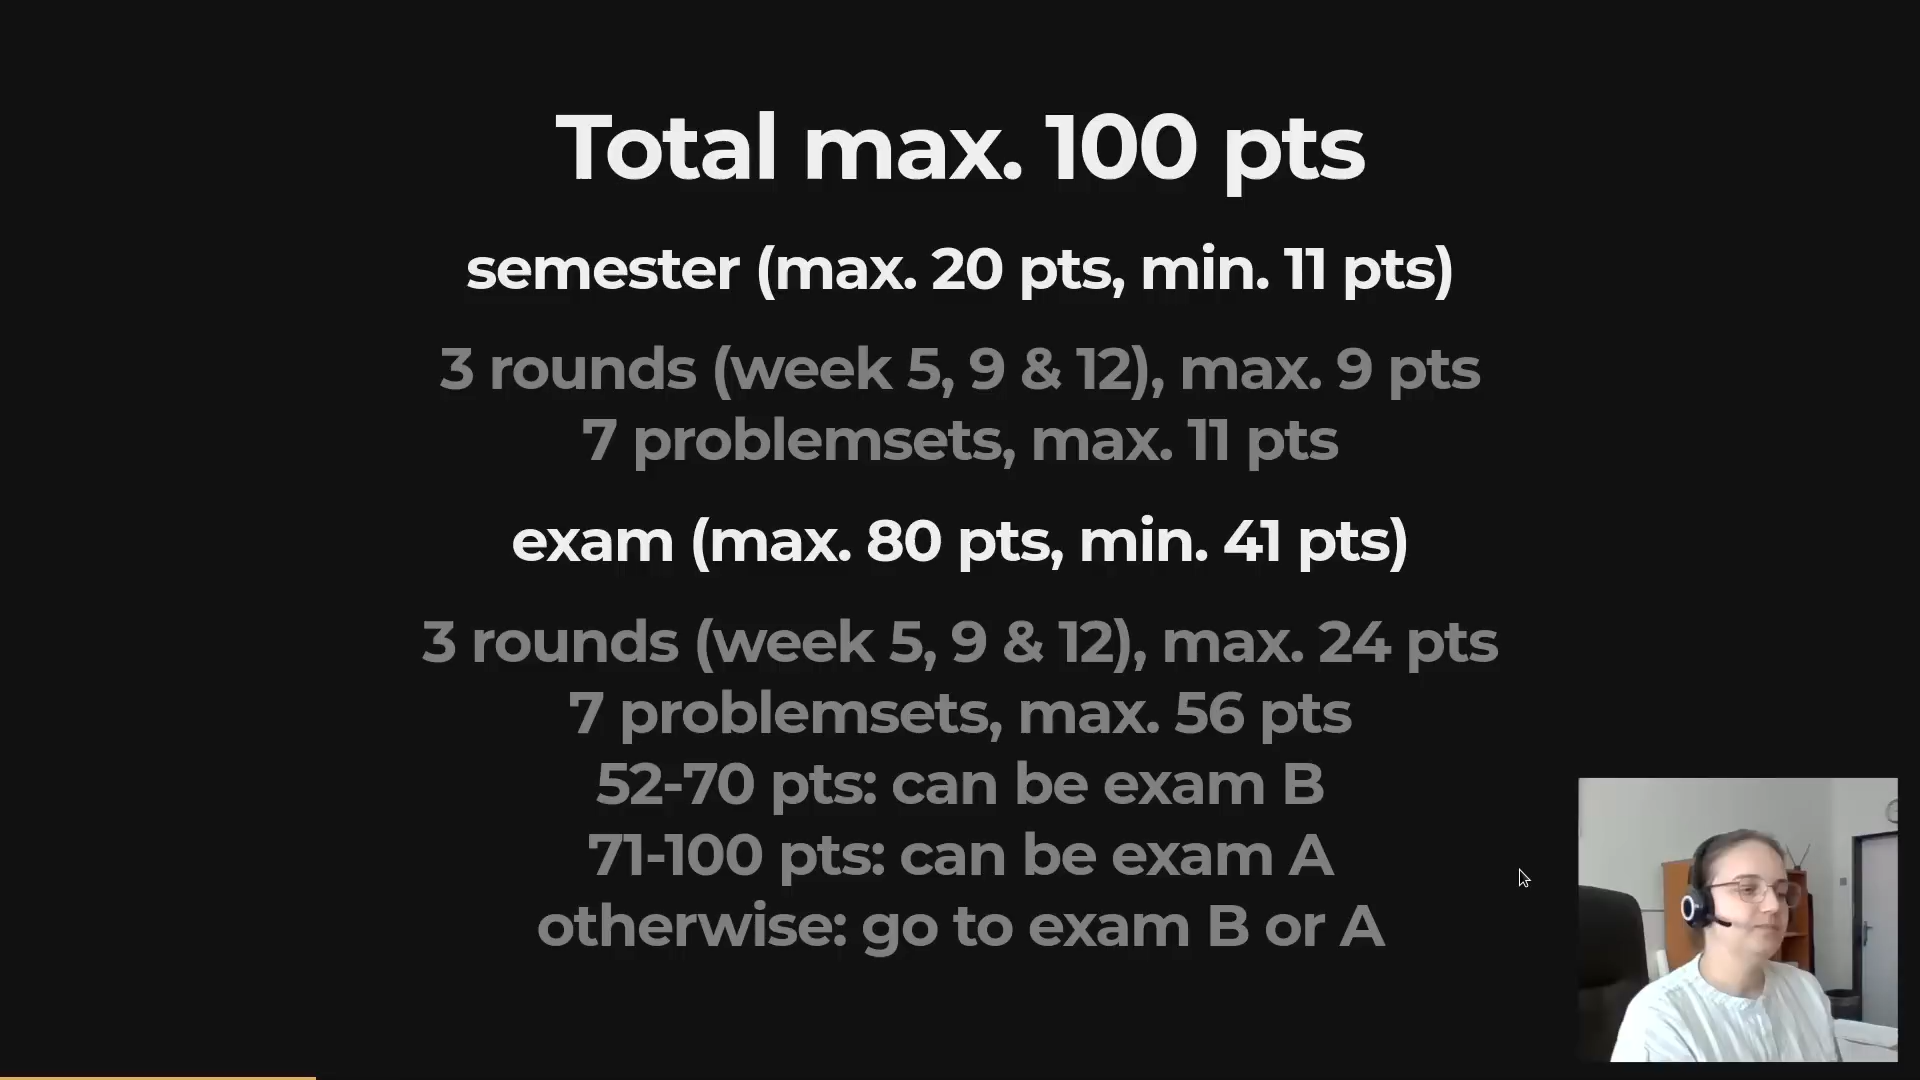 Total max. 100 pts
semester (max. 20 pts, min. 11 pts)
3 rounds (week 5, 9 & 12), max. 9 pts
7 problemsets, max. 11 pts
exam (max. 80 pts, min. 41 pts)
3 rounds (week 5, 9 & 12), max. 24 pts
7 problemsets, max. 56 pts
52-70 pts: can be exam B
71-100 pts: can be exam A
otherwise: go to exam B or A